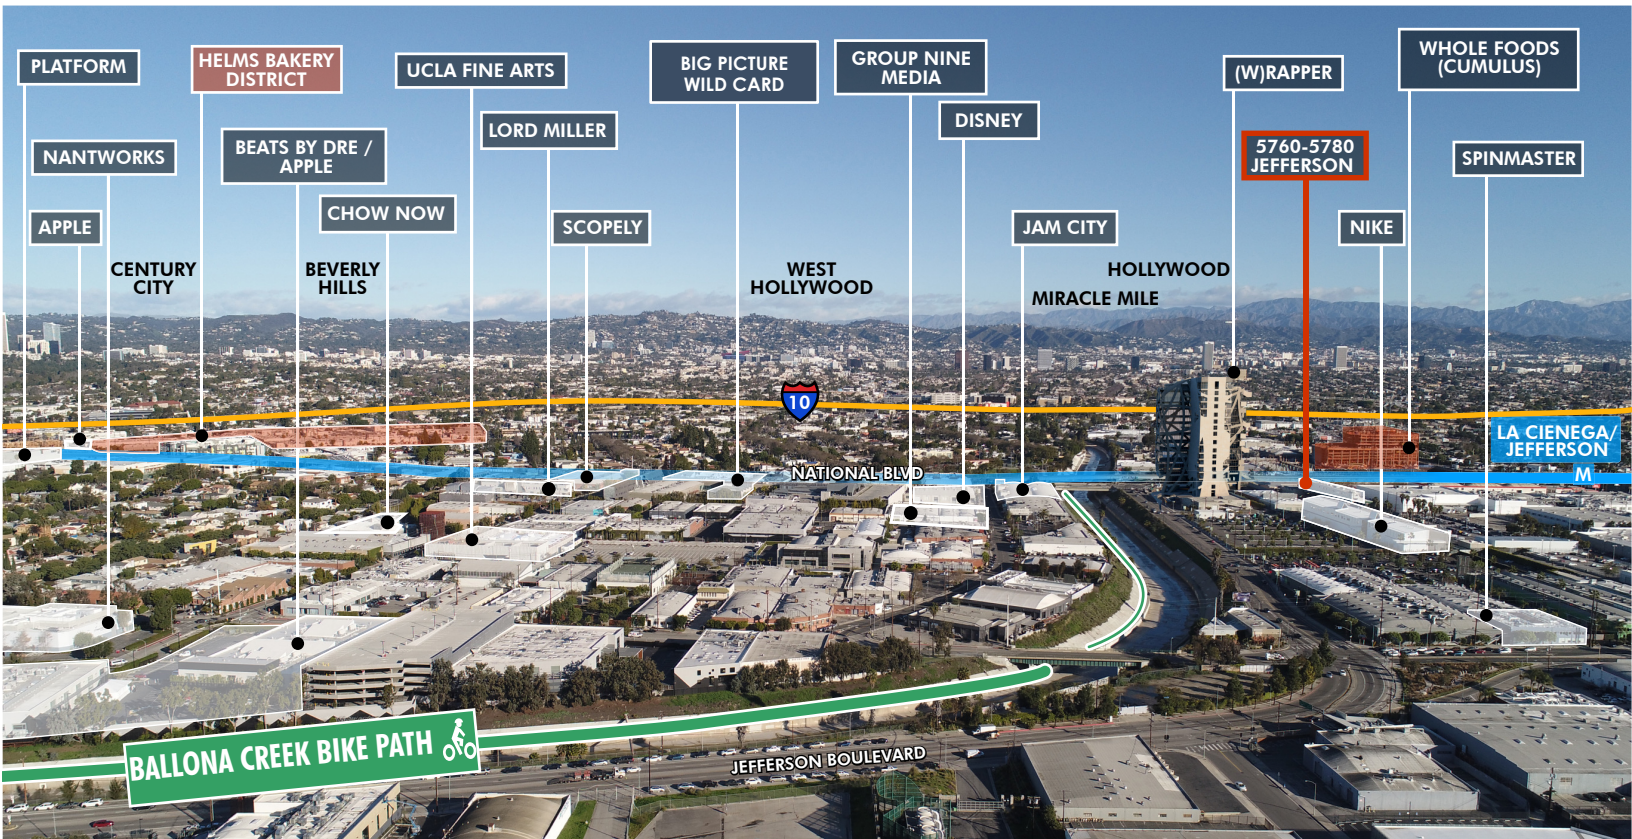 PLATFORM
HELMS BAKERY
DISTRICT
UCLA FINE ARTS
BIG PICTURE
WILD CARD
GROUP NINE
MEDIA
(W)RAPPER
WHOLE FOODS
(CUMULUS)
NANTWORKS
BEATS BY DRE /
APPLE
LORD MILLER
DISNEY
5760-5780
JEFFERSON
SPINMASTER
APPLE
CHOW NOW
SCOPELY
JAM CITY
NIKE
CENTURY
CITY
BEVERLY
HILLS
WEST
HOLLYWOOD
HOLLYWOOD
MIRACLE MILE
10
LA CIENEGA/
JEFFERSON
M
NATIONAL BLVD
BALLONA CREEK BIKE PATH
JEFFERSON BOULEVARD